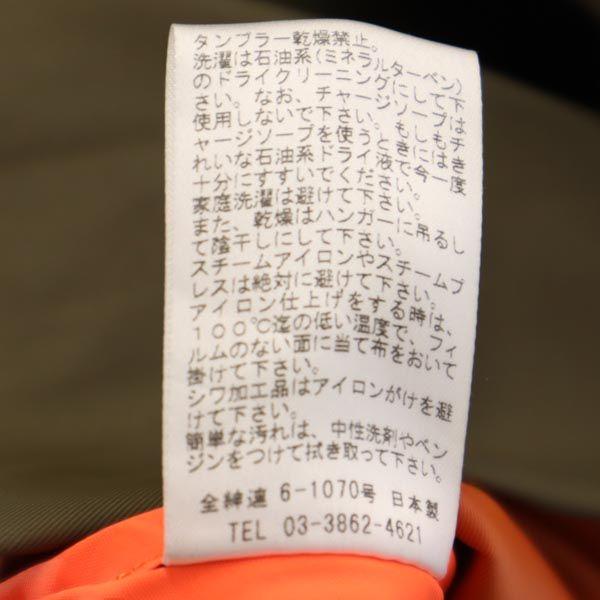 タンブラー乾燥禁止。
洗濯は石油系(ミネラルターペン)
のドライクリーニングにして下
さい。なお、チャージソープは
使用しないで下さい。もしもチ
ャージソープを使うときにはき
れいな石油系ドライ液で今一度
十分にすすいでください。
家庭洗濯は避けて下さい。
また、乾燥はハンガーに吊るし
て陰干しにして下さい。
スチームアイロンやスチームプ
レスは絶対に避けて下さい。
アイロン仕上げをする時は、
100℃迄の低い温度で、フィ
ルムのない面に当て布をおいて
掛けて下さい。
シワ加工品はアイロンがけを避
けて下さい。
簡単な汚れは、中性洗剤やベン
ジンをつけて拭き取って下さい。
全紳連 6-1070号 日本製
TEL 03-3862-4621